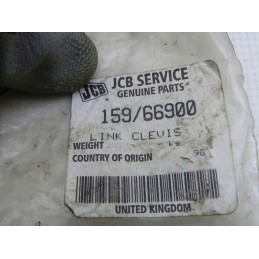 JCB
JCB SERVICE
GENUINE PARTS
159/66900
LINK CLEVIS
WEIGHT
COUNTRY OF ORIGIN
UNITED KINGDOM